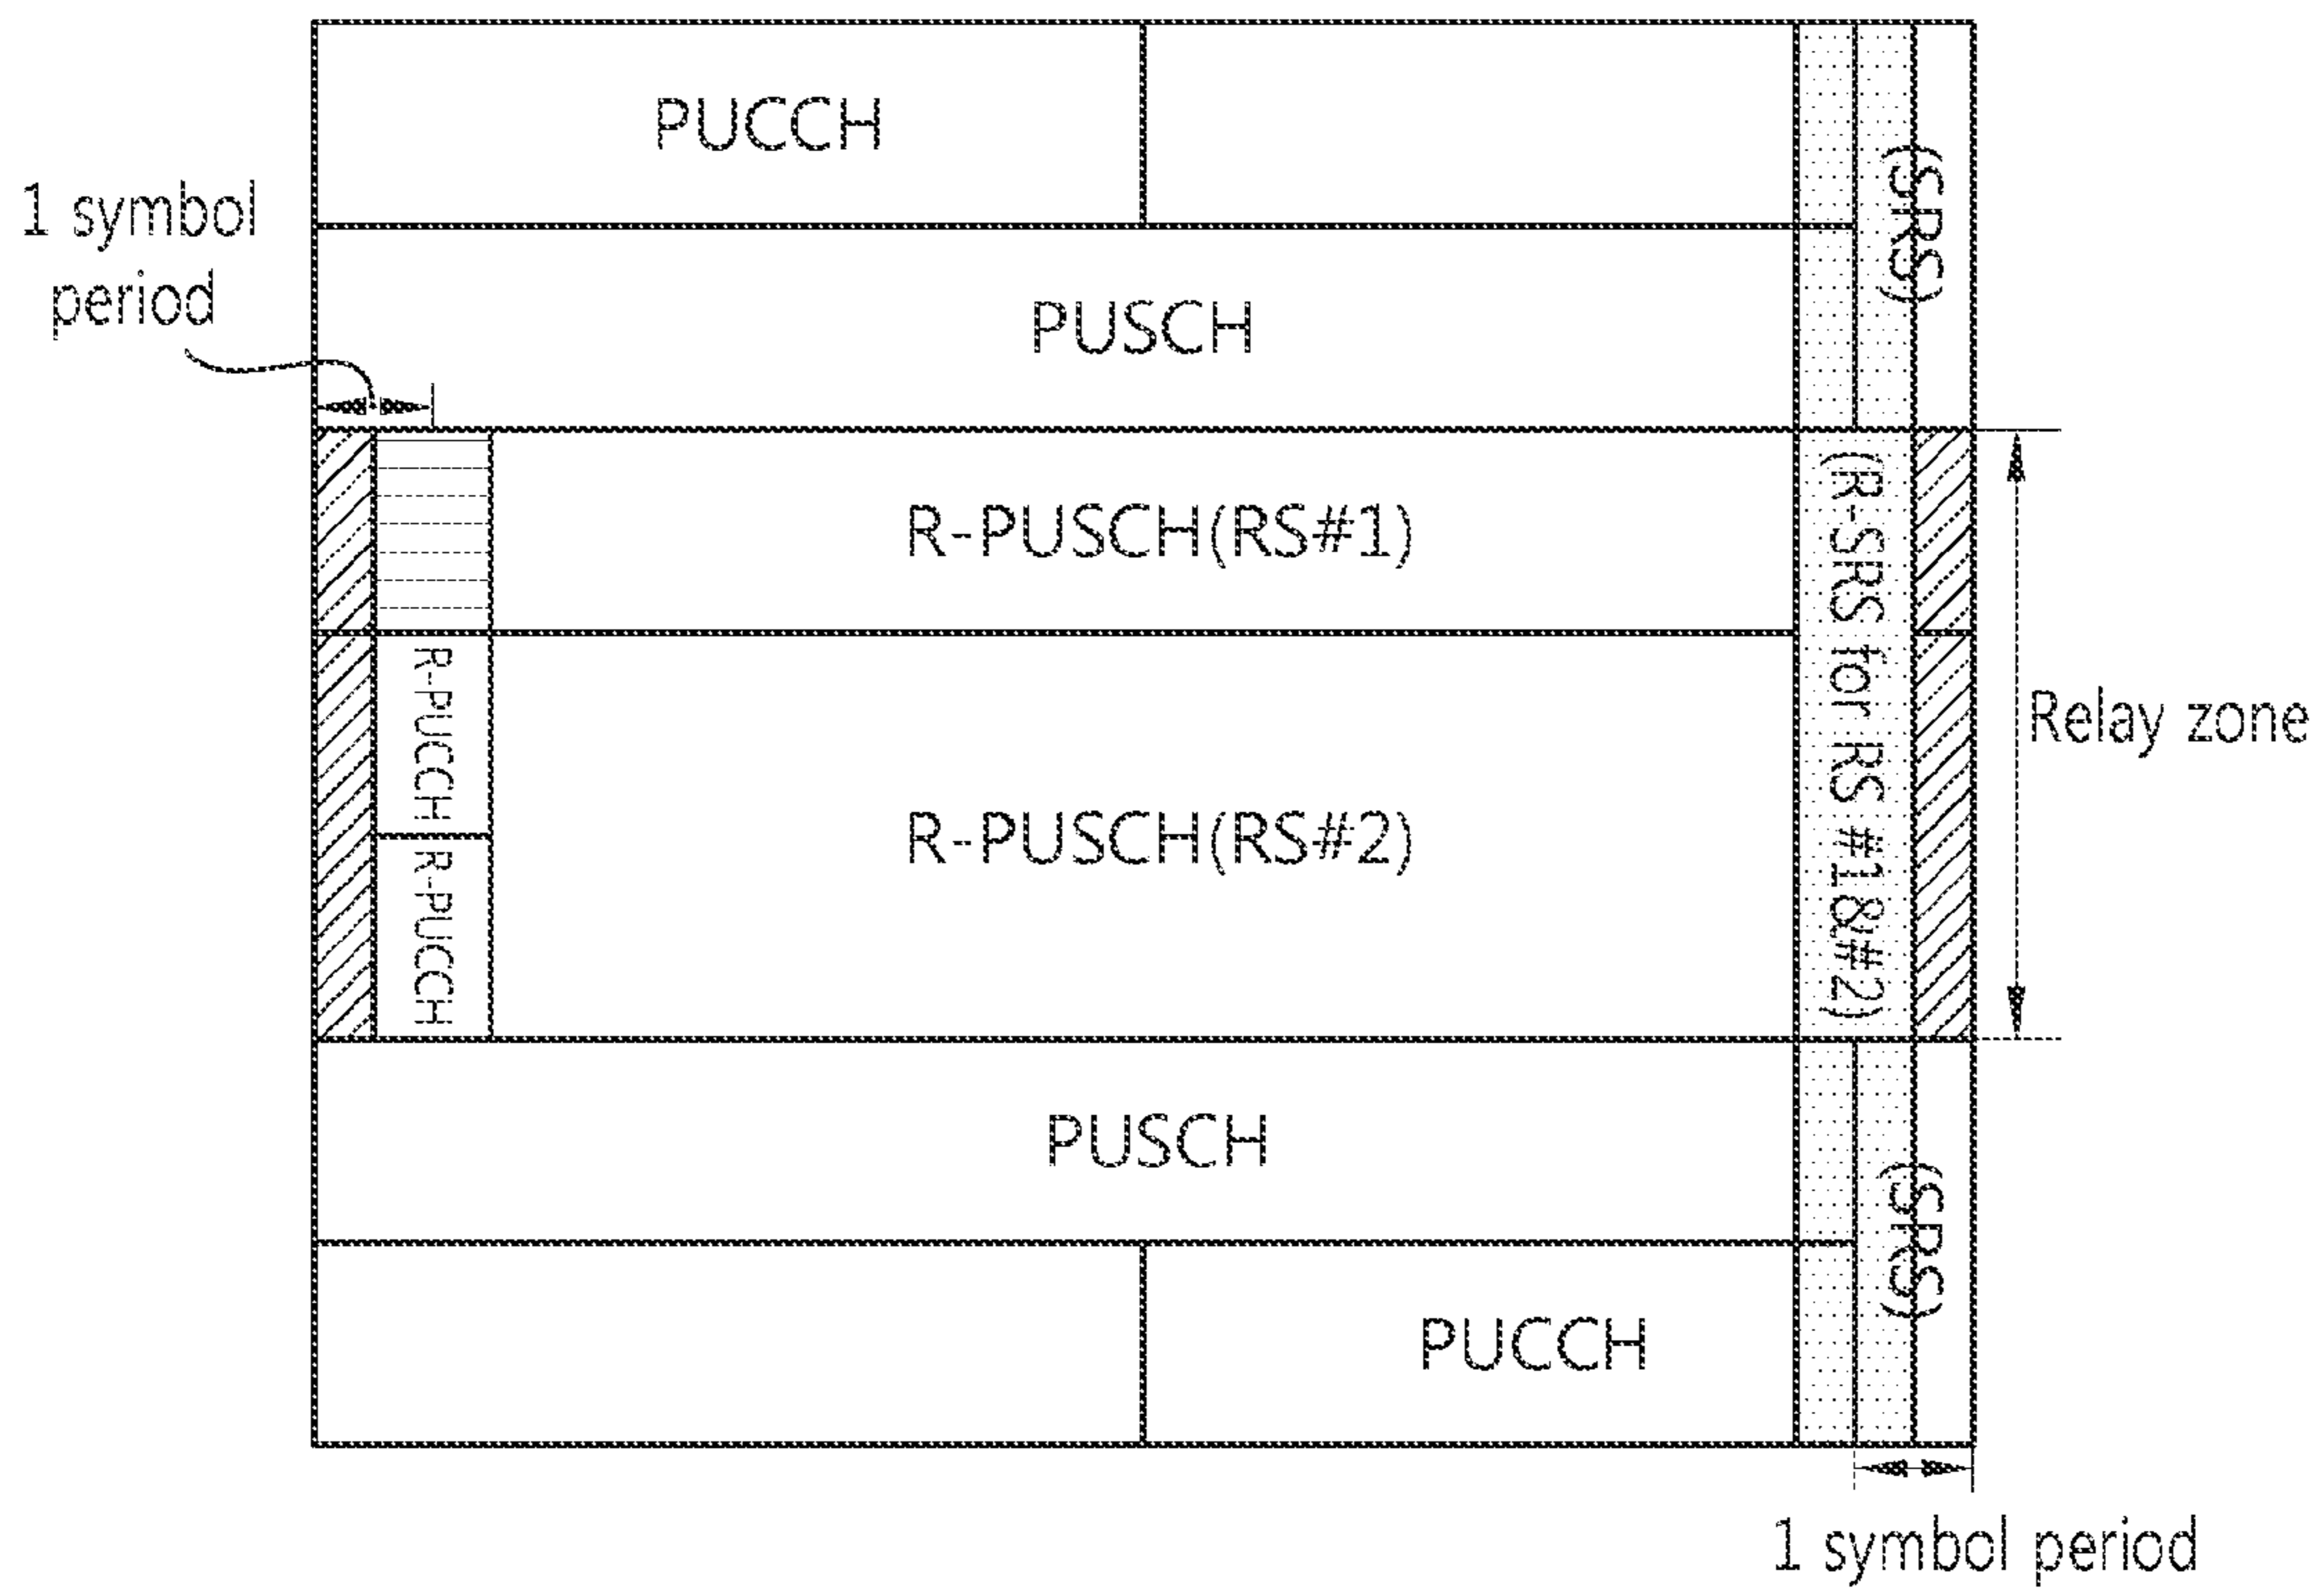 PUCCH
(SRS)
1 symbol
period
PUSCH
R-PUSCH(RS#1)
(R-SRS for RS #1&#2)
R-PUCCH
Relay zone
R-PUSCH(RS#2)
R-PUCCH
PUSCH
(SRS)
PUCCH
1 symbol period